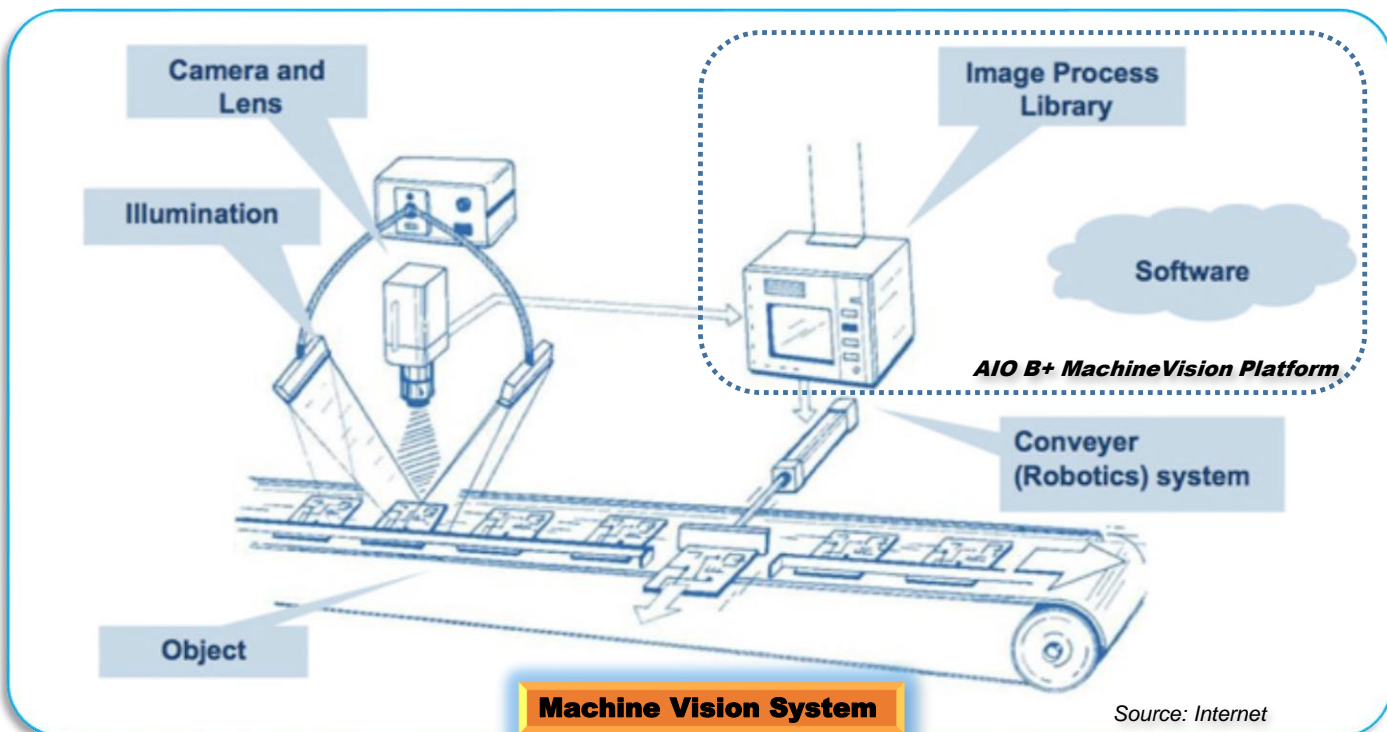 Camera and
Lens
Image Process
Library
Illumination
Software
AIO B+ MachineVision Platform
Conveyer
(Robotics) system
Object
Machine Vision System
Source: Internet